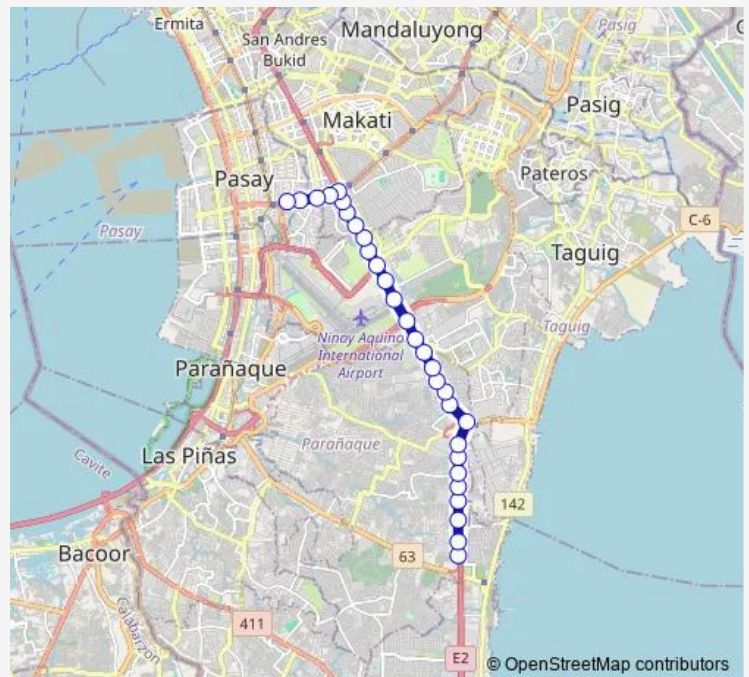 Ermita
San Andres
Bukid
Mandaluyong
Pasig
Makati
Pasig
Pasay
Pateros
Pasay
C-6
Taguig
Taguig
Ninoy Aquino
International
Airport
Parañaque
Parañaque
Las Piñas
Cavite
142
Bacoor
63
Calabarzon
411
E2
© OpenStreetMap contributors